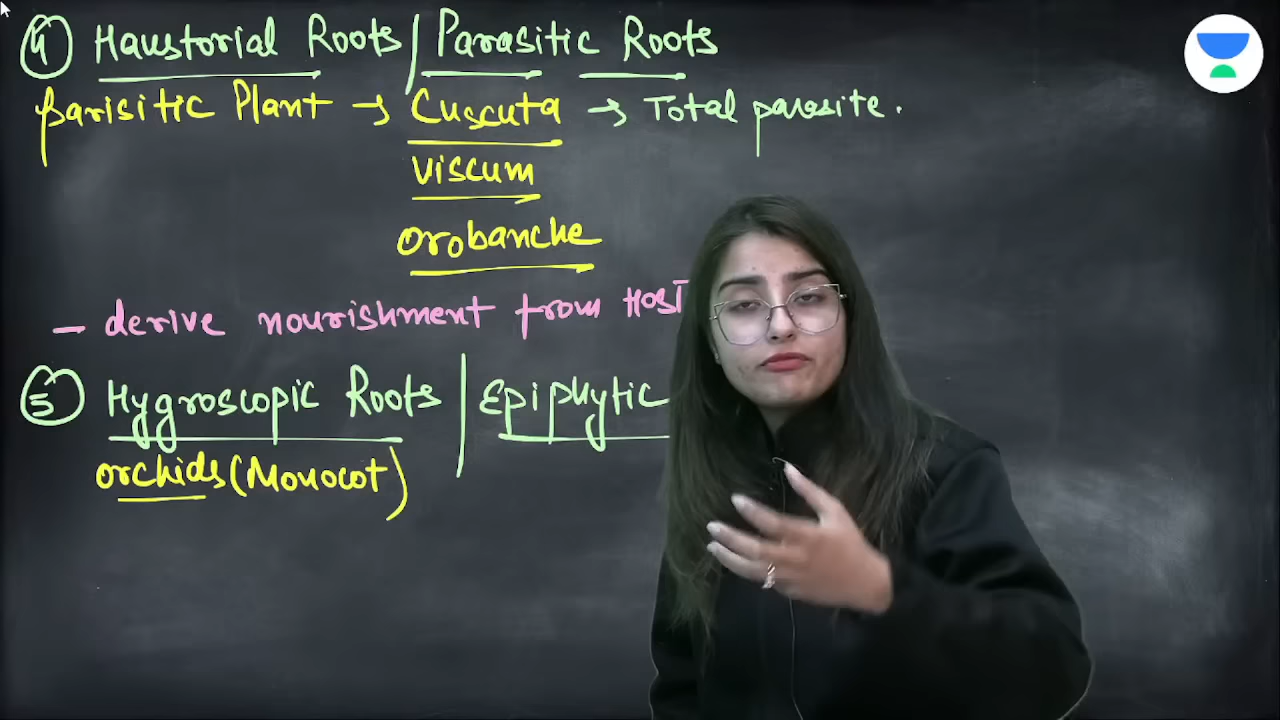 4 Haustorial Roots | Parasitic Roots
Parisitic Plant → Cuscuta → Total parasite.
Viscum
Orobanche
- derive nourishment from HOST
5 Hygroscopic Roots | Epiphytic
orchids (Monocot)